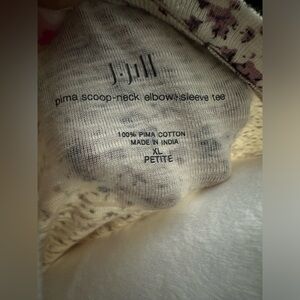 J.Jill
pima scoop-neck elbow-sleeve tee
100% PIMA COTTON
MADE IN INDIA
XL
PETITE